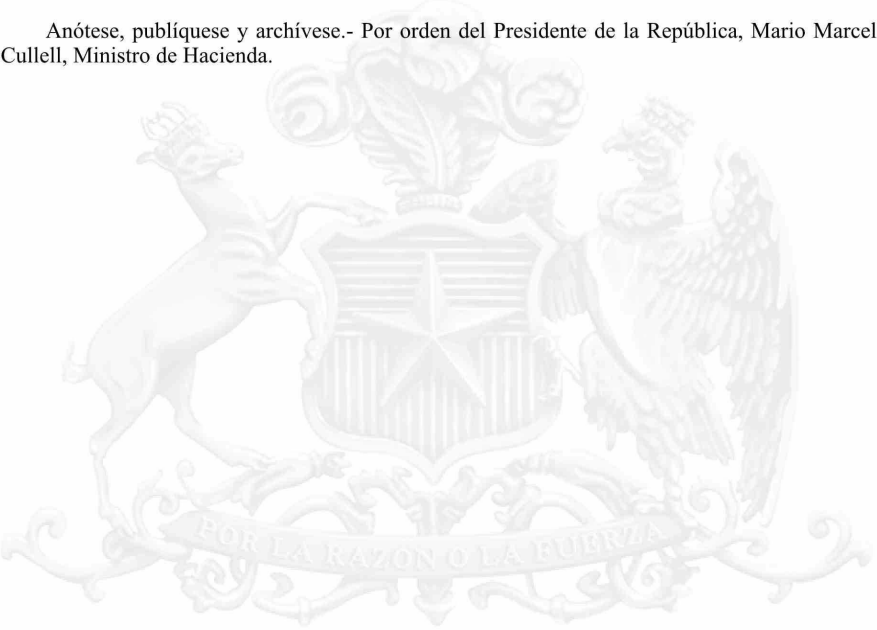 Anótese, publíquese y archívese.- Por orden del Presidente de la República, Mario Marcel
Cullell, Ministro de Hacienda.
POR LA RAZÓN O LA FUERZA